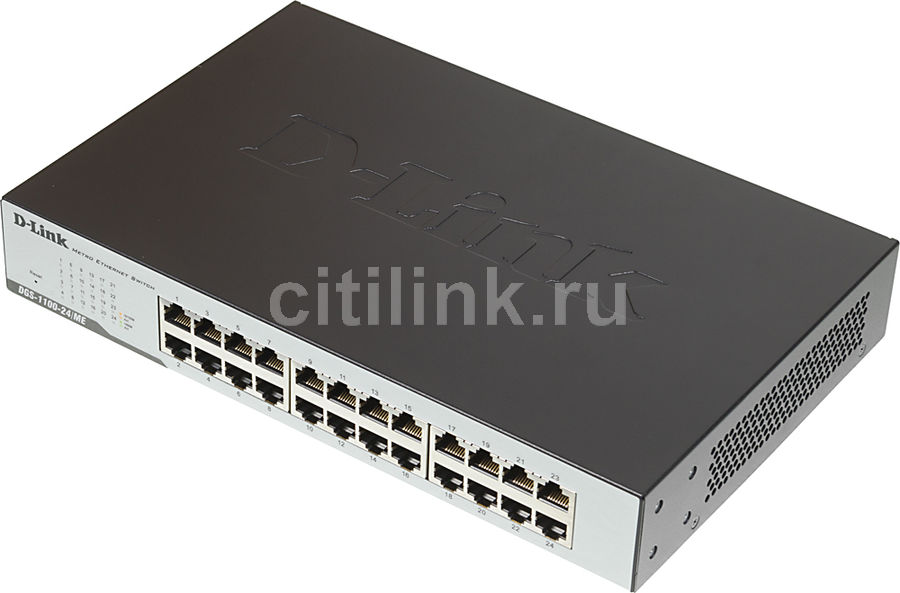 D-Link
citilink.ru
D-Link
METRO ETHERNET SWITCH
Reset
DGS-1100-24/ME
3 5 7
2 4 6 8
9 11 13 15
10 12 14 16
17 19 21 23
18 20 22 24